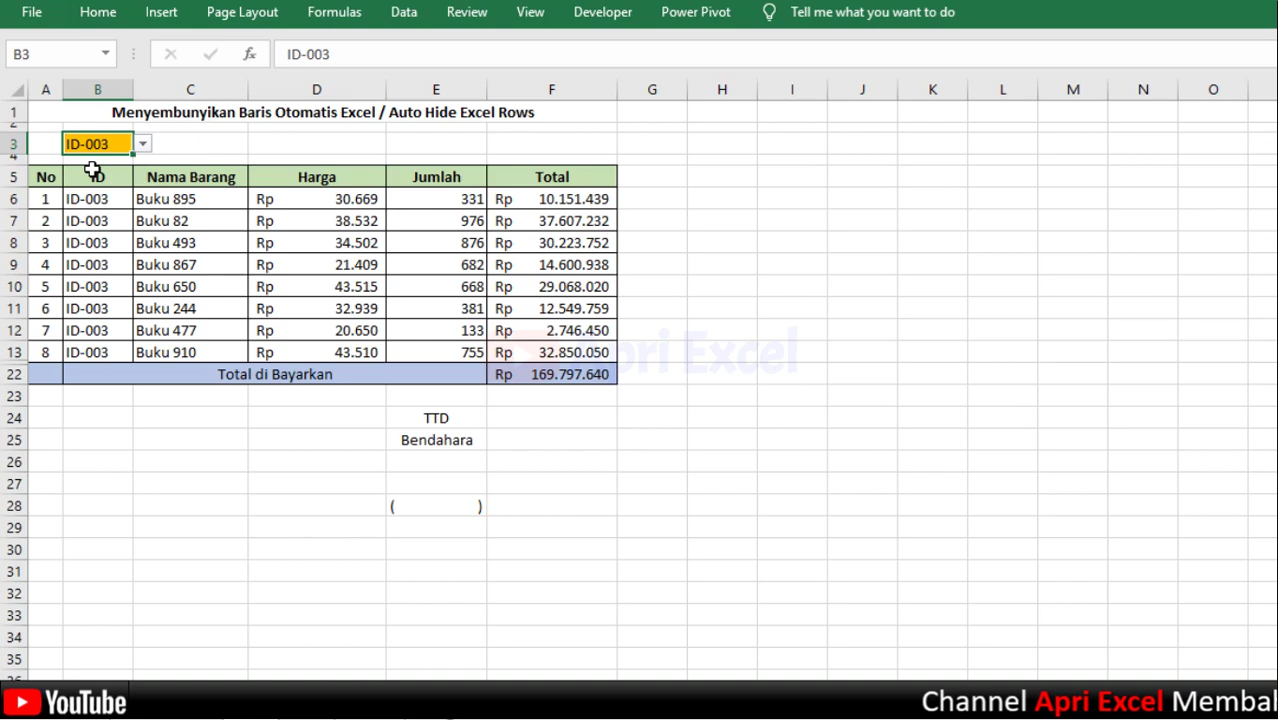 File Home Insert Page Layout Formulas Data Review View Developer Power Pivot Tell me what you want to do
B3 fx ID-003
A B C D E F G H I J K L M N O
1 Menyembunyikan Baris Otomatis Excel / Auto Hide Excel Rows
2
3 ID-003
4
5 No ID Nama Barang Harga Jumlah Total
6 1 ID-003 Buku 895 Rp 30.669 331 Rp 10.151.439
7 2 ID-003 Buku 82 Rp 38.532 976 Rp 37.607.232
8 3 ID-003 Buku 493 Rp 34.502 876 Rp 30.223.752
9 4 ID-003 Buku 867 Rp 21.409 682 Rp 14.600.938
10 5 ID-003 Buku 650 Rp 43.515 668 Rp 29.068.020
11 6 ID-003 Buku 244 Rp 32.939 381 Rp 12.549.759
12 7 ID-003 Buku 477 Rp 20.650 133 Rp 2.746.450
13 8 ID-003 Buku 910 Rp 43.510 755 Rp 32.850.050
Apri Excel
22 Total di Bayarkan Rp 169.797.640
23
24 TTD
25 Bendahara
26
27
28 ( )
29
30
31
32
33
34
35
YouTube Channel Apri Excel Membah